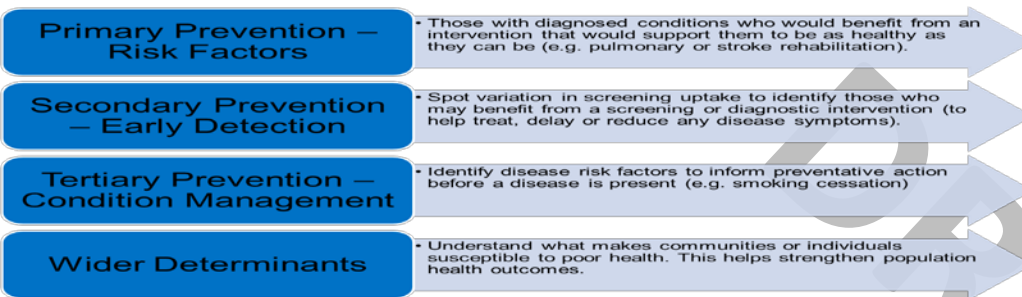 Primary Prevention –
Risk Factors
• Those with diagnosed conditions who would benefit from an
intervention that would support them to be as healthy as
they can be (e.g. pulmonary or stroke rehabilitation).
Secondary Prevention
– Early Detection
• Spot variation in screening uptake to identify those who
may benefit from a screening or diagnostic intervention (to
help treat, delay or reduce any disease symptoms).
Tertiary Prevention –
Condition Management
• Identify disease risk factors to inform preventative action
before a disease is present (e.g. smoking cessation)
Wider Determinants
• Understand what makes communities or individuals
susceptible to poor health. This helps strengthen population
health outcomes.